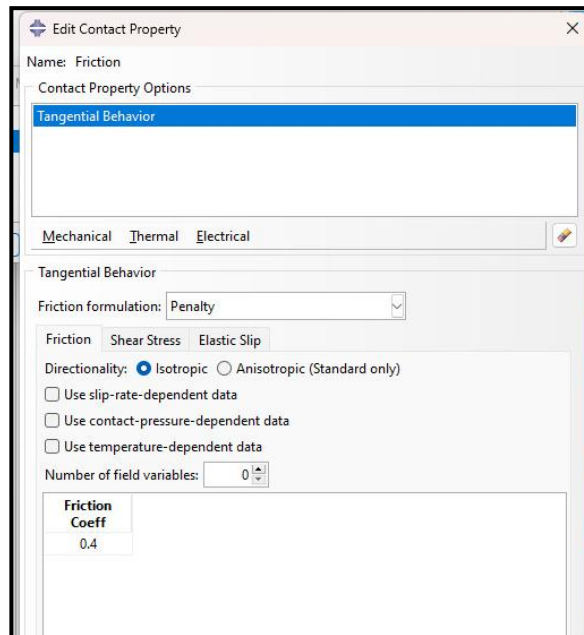 Edit Contact Property
Name: Friction
Contact Property Options
Tangential Behavior
Mechanical Thermal Electrical
Tangential Behavior
Friction formulation: Penalty
Friction Shear Stress Elastic Slip
Directionality: Isotropic Anisotropic (Standard only)
Use slip-rate-dependent data
Use contact-pressure-dependent data
Use temperature-dependent data
Number of field variables: 0
Friction
Coeff
0.4